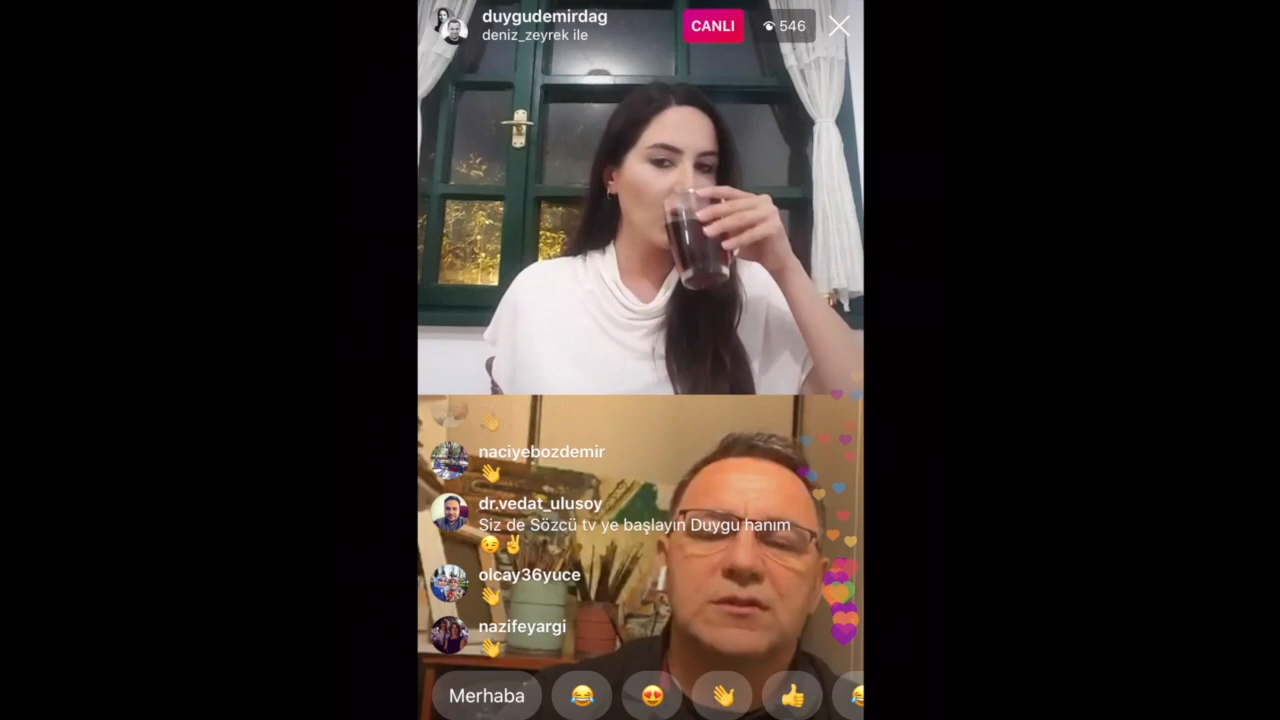 duygudemirdag
deniz_zeyrek ile
CANLI
546
naciyebozdemir
dr.vedat_ulusoy
Siz de Sözcü tv ye başlayın Duygu hanım
olcay36yuce
nazifeyargi
Merhaba